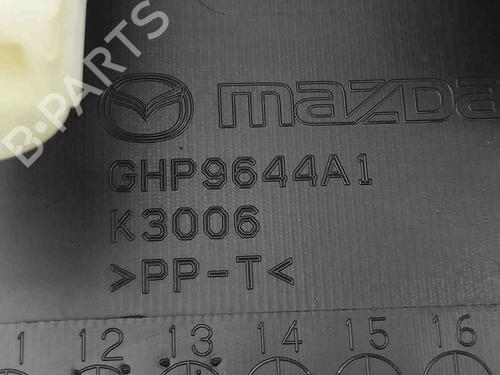 mazda
GHP9644A1
K3006
>PP-T<
1 12 13 14 15 16
B-PARTS